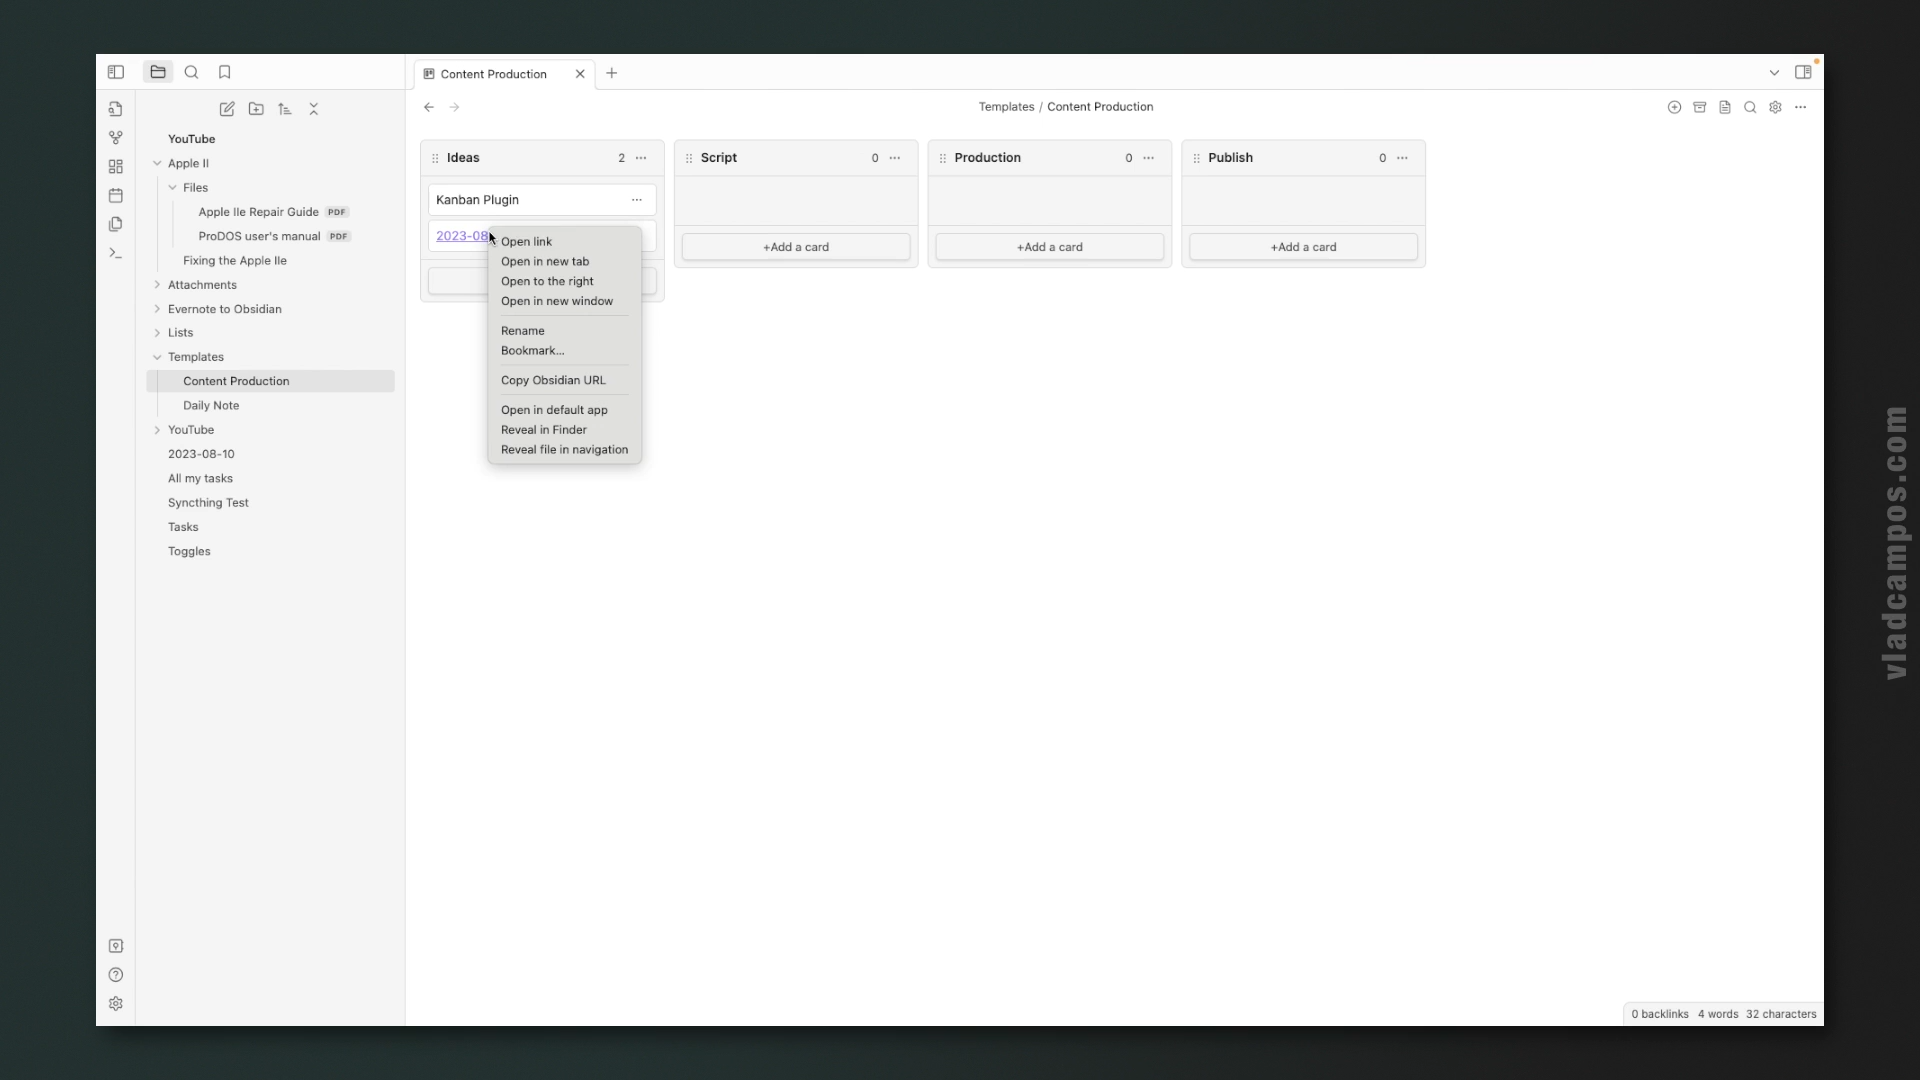 Content Production
Templates / Content Production
YouTube
Apple II
Files
Apple IIe Repair Guide PDF
ProDOS user's manual PDF
Fixing the Apple IIe
Attachments
Evernote to Obsidian
Lists
Templates
Content Production
Daily Note
YouTube
2023-08-10
All my tasks
Syncthing Test
Tasks
Toggles
Ideas 2
Kanban Plugin
2023-08
Open link
Open in new tab
Open to the right
Open in new window
Rename
Bookmark...
Copy Obsidian URL
Open in default app
Reveal in Finder
Reveal file in navigation
Script 0
+Add a card
Production 0
+Add a card
Publish 0
+Add a card
0 backlinks 4 words 32 characters
vladcampos.com